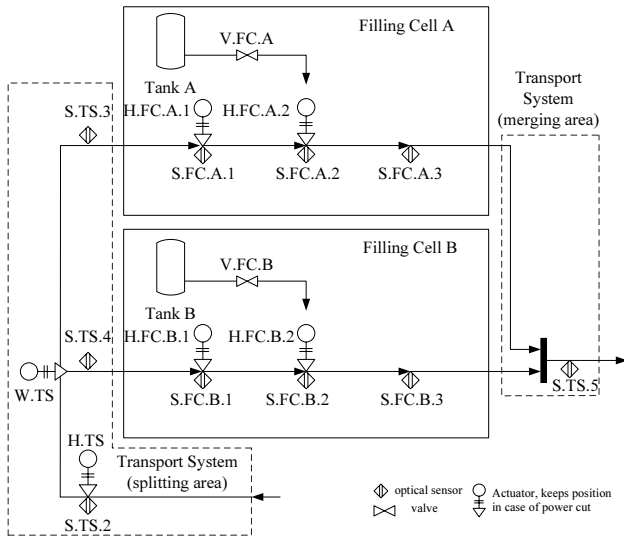 Filling Cell A
V.FC.A
Tank A
S.TS.3
H.FC.A.1
H.FC.A.2
S.FC.A.1
S.FC.A.2
S.FC.A.3
Transport
System
(merging area)
Filling Cell B
V.FC.B
Tank B
S.TS.4
H.FC.B.1
H.FC.B.2
W.TS
S.FC.B.1
S.FC.B.2
S.FC.B.3
S.TS.5
H.TS
Transport System
(splitting area)
S.TS.2
optical sensor
valve
Actuator, keeps position
in case of power cut